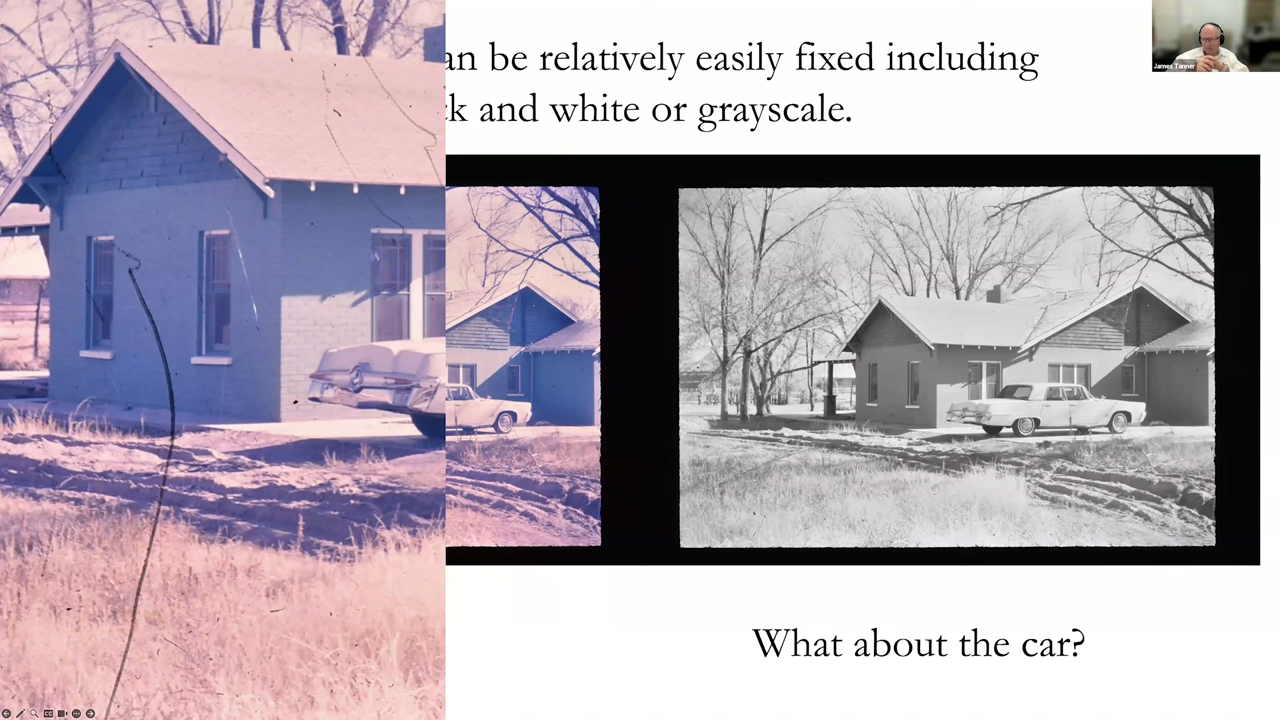 an be relatively easily fixed including
k and white or grayscale.
James Tanner
What about the car?